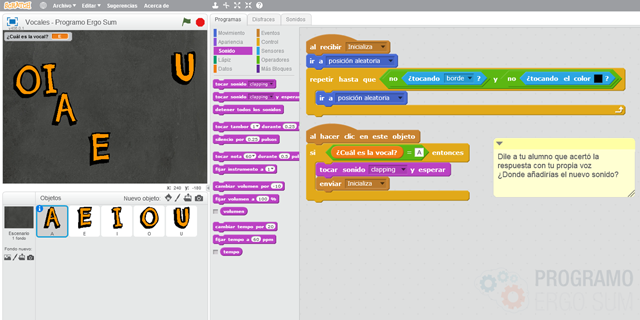 SCRATCH Archivo Editar Sugerencias Acerca de
Vocales - Programo Ergo Sum
¿Cuál es la vocal?
O I U
A
E
X: 240 Y: -180
Objetos Nuevo objeto:
Escenario
1 fondo
Fondo nuevo:
A E I O U
A E I O U
Programas Disfraces Sonidos
Movimiento Eventos
Apariencia Control
Sonido Sensores
Lápiz Operadores
Datos Más Bloques
tocar sonido clapping
tocar sonido clapping y esperar
detener todos los sonidos
tocar tambor 1 durante 0.25
silencio por 0.25 pulsos
tocar nota 60 durante 0.5
fijar instrumento a 1
cambiar volumen por -10
fijar volumen a 100 %
volumen
cambiar tempo por 20
fijar tempo a 60 ppm
tempo
al recibir Inicializa
ir a posición aleatoria
repetir hasta que no ¿tocando borde ? y no ¿tocando el color ?
ir a posición aleatoria
al hacer clic en este objeto
si ¿Cuál es la vocal? = A entonces
tocar sonido clapping y esperar
enviar Inicializa
Dile a tu alumno que acertó la
respuesta con tu propia voz
¿Donde añadirias el nuevo sonido?
PROGRAMO
ERGO SUM